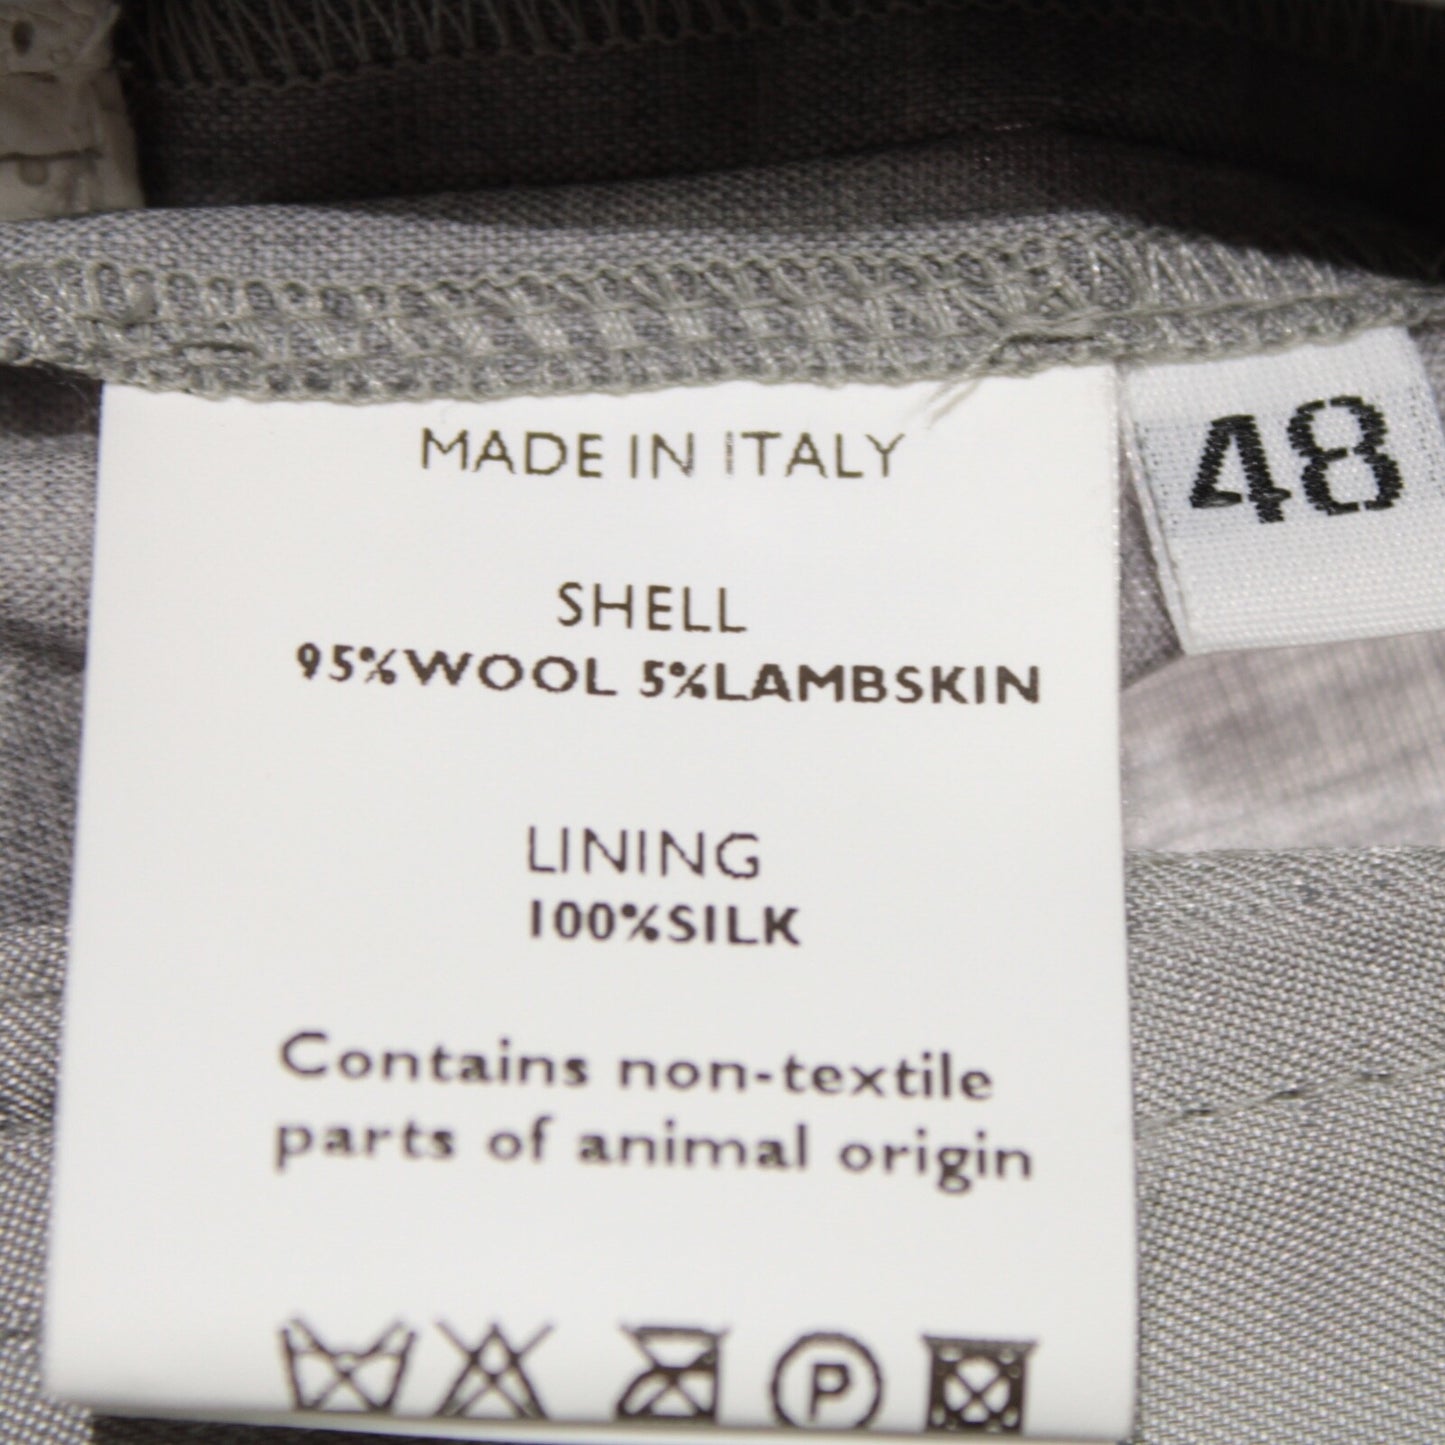 MADE IN ITALY
48
SHELL
95%WOOL 5%LAMBSKIN
LINING
100%SILK
Contains non-textile
parts of animal origin
P